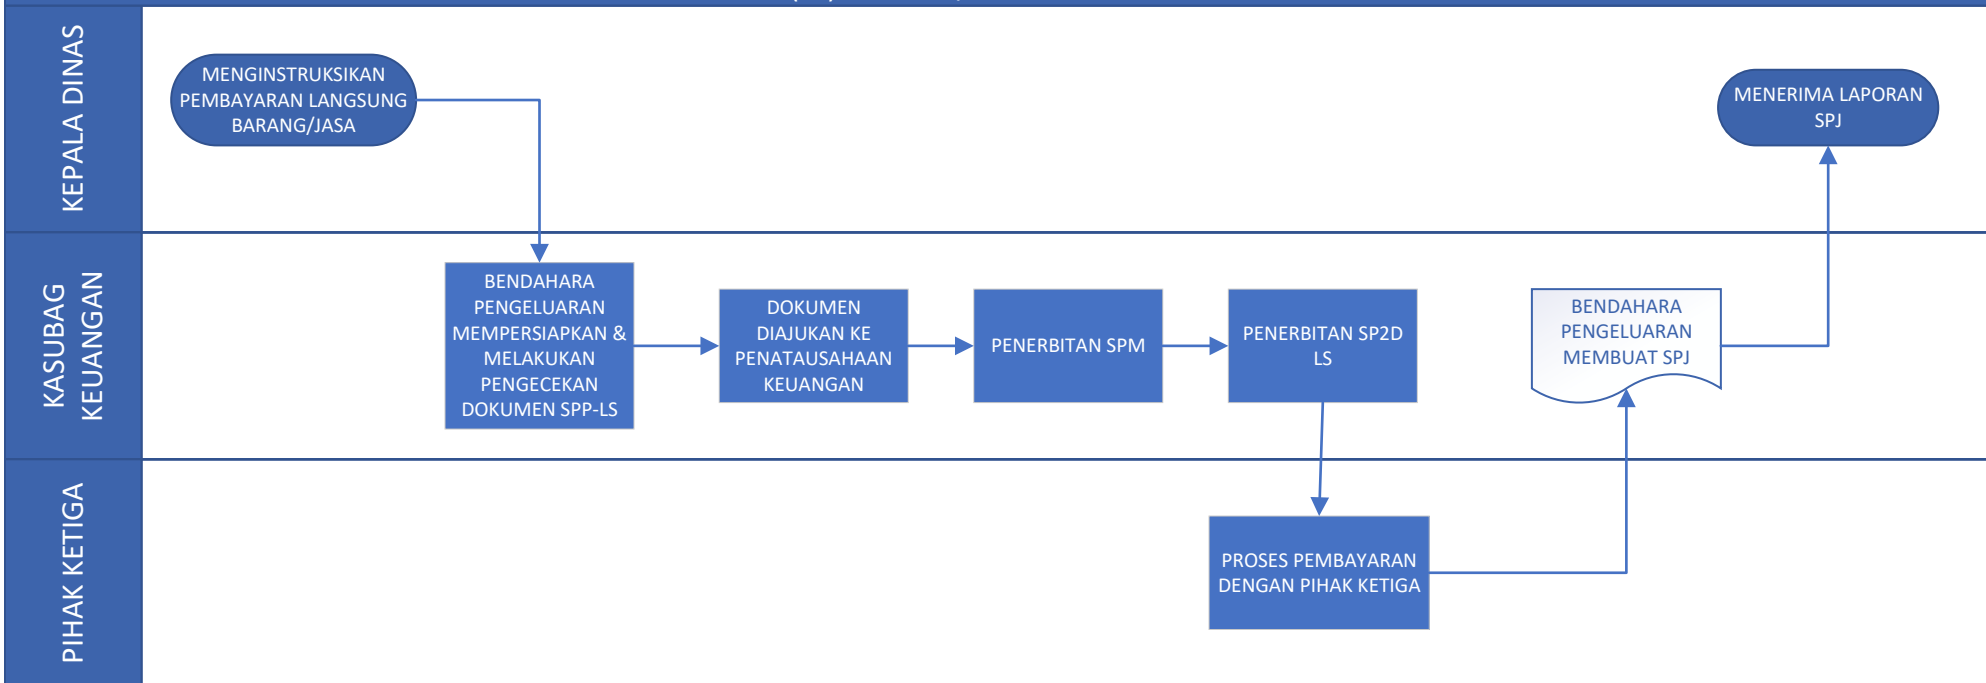 KEPALA DINAS
MENGINSTRUKSIKAN
PEMBAYARAN LANGSUNG
BARANG/JASA
MENERIMA LAPORAN
SPJ
KASUBAG
KEUANGAN
BENDAHARA
PENGELUARAN
MEMPERSIAPKAN &
MELAKUKAN
PENGECEKAN
DOKUMEN SPP-LS
DOKUMEN
DIAJUKAN KE
PENATAUSAHAAN
KEUANGAN
PENERBITAN SPM
PENERBITAN SP2D
LS
BENDAHARA
PENGELUARAN
MEMBUAT SPJ
PIHAK KETIGA
PROSES PEMBAYARAN
DENGAN PIHAK KETIGA